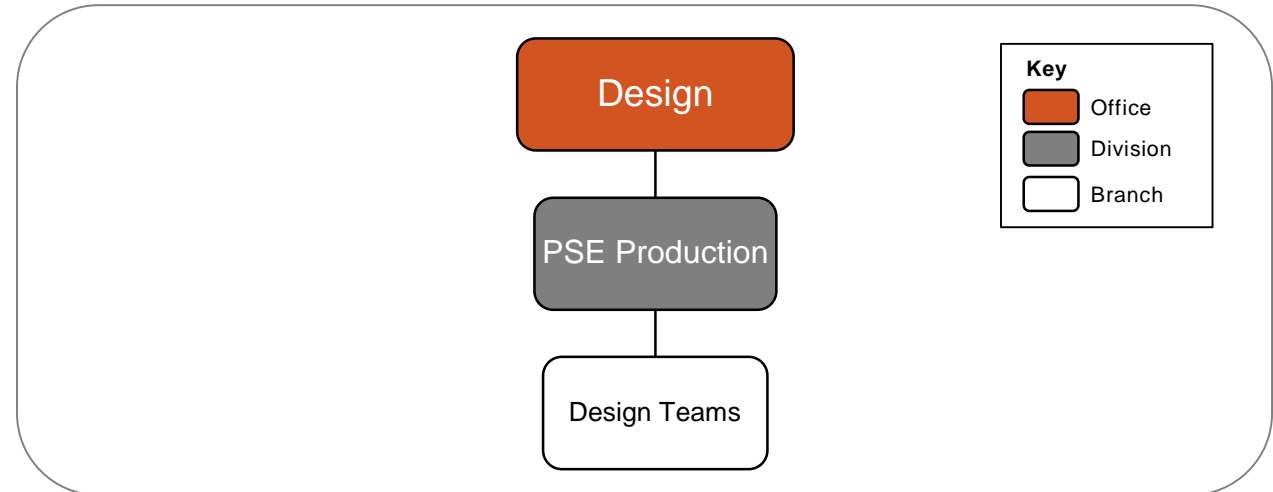 Design
Key
Office
Division
Branch
PSE Production
Design Teams